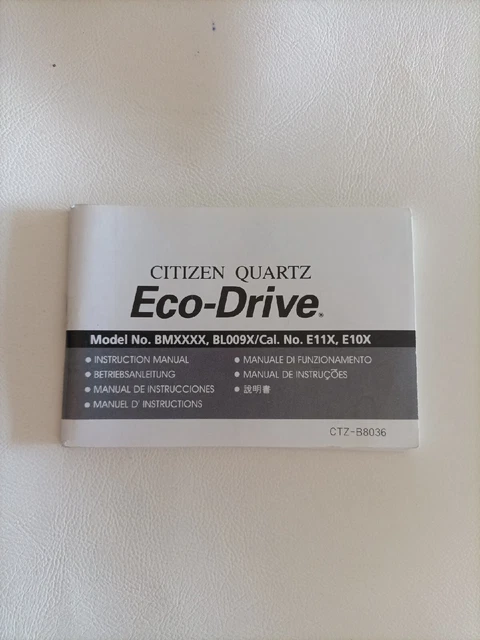 CITIZEN QUARTZ
Eco-Drive®
Model No. BMXXXX, BL009X/Cal. No. E11X, E10X
● INSTRUCTION MANUAL
● BETRIEBSANLEITUNG
● MANUAL DE INSTRUCCIONES
● MANUEL D' INSTRUCTIONS
● MANUALE DI FUNZIONAMENTO
● MANUAL DE INSTRUÇÕES
● 說明書
CTZ-B8036